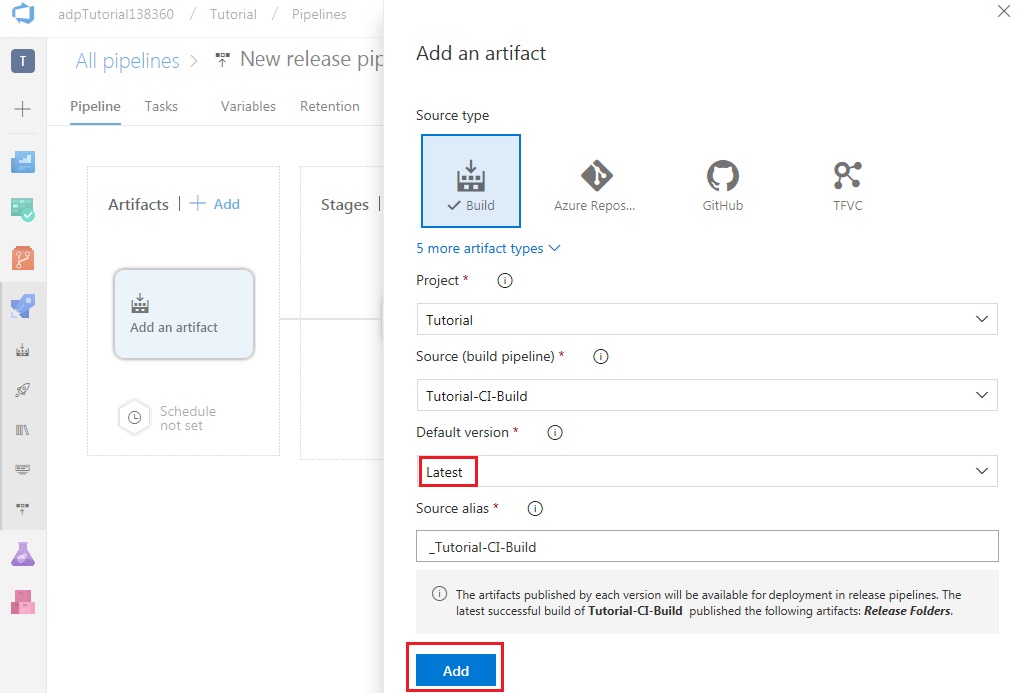 adpTutorial138360 / Tutorial / Pipelines
T
All pipelines > New release pip
Pipeline Tasks Variables Retention
Artifacts | + Add
Stages |
Add an artifact
Schedule
not set
Add an artifact
Source type
Build
Azure Repos...
GitHub
TFVC
5 more artifact types
Project *
Tutorial
Source (build pipeline) *
Tutorial-CI-Build
Default version *
Latest
Source alias *
_Tutorial-CI-Build
The artifacts published by each version will be available for deployment in release pipelines. The
latest successful build of Tutorial-CI-Build published the following artifacts: Release Folders.
Add